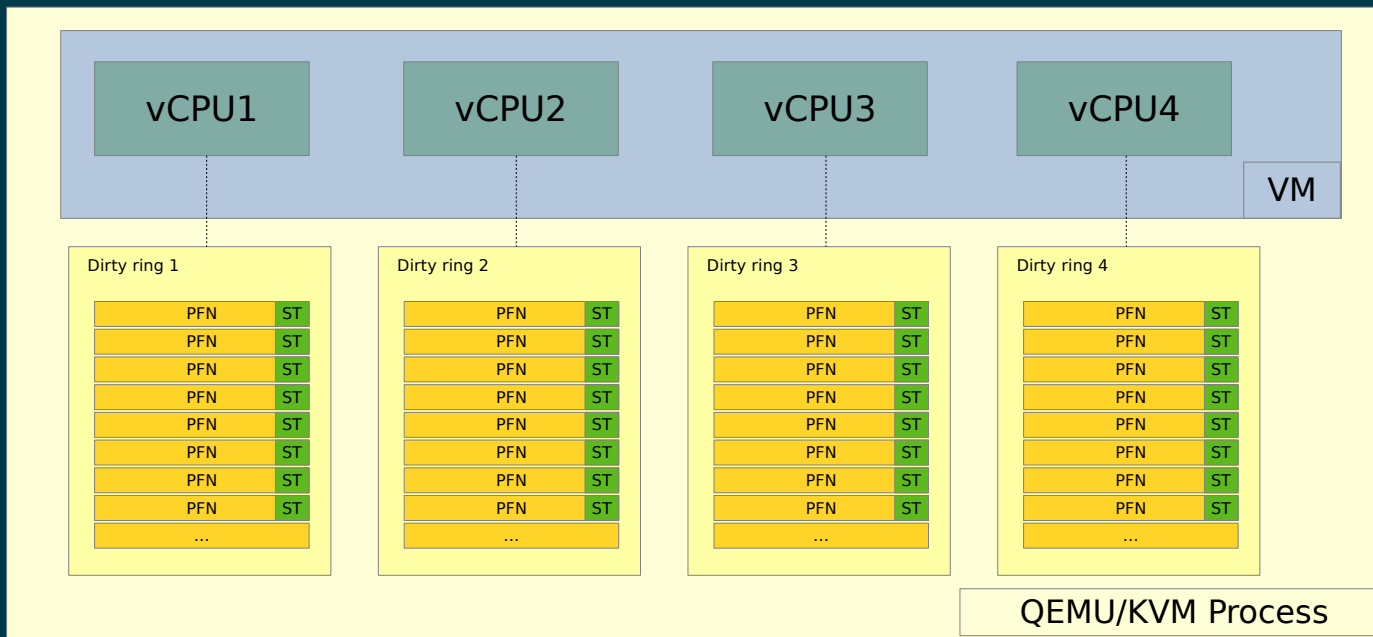 vCPU1 vCPU2 vCPU3 vCPU4
VM
Dirty ring 1
PFN ST
PFN ST
PFN ST
PFN ST
PFN ST
PFN ST
PFN ST
PFN ST
...
Dirty ring 2
PFN ST
PFN ST
PFN ST
PFN ST
PFN ST
PFN ST
PFN ST
PFN ST
...
Dirty ring 3
PFN ST
PFN ST
PFN ST
PFN ST
PFN ST
PFN ST
PFN ST
PFN ST
...
Dirty ring 4
PFN ST
PFN ST
PFN ST
PFN ST
PFN ST
PFN ST
PFN ST
PFN ST
...
QEMU/KVM Process